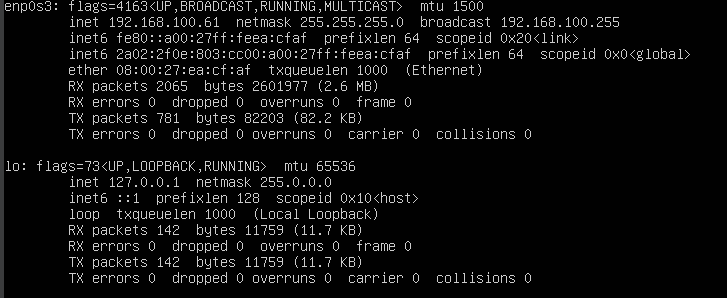 enp0s3: flags=4163<UP,BROADCAST,RUNNING,MULTICAST>  mtu 1500
        inet 192.168.100.61  netmask 255.255.255.0  broadcast 192.168.100.255
        inet6 fe80::a00:27ff:feea:cfaf  prefixlen 64  scopeid 0x20<link>
        inet6 2a02:2f0e:803:cc00:a00:27ff:feea:cfaf  prefixlen 64  scopeid 0x0<global>
        ether 08:00:27:ea:cf:af  txqueuelen 1000  (Ethernet)
        RX packets 2065  bytes 2601977 (2.6 MB)
        RX errors 0  dropped 0  overruns 0  frame 0
        TX packets 781  bytes 82203 (82.2 KB)
        TX errors 0  dropped 0 overruns 0  carrier 0  collisions 0

lo: flags=73<UP,LOOPBACK,RUNNING>  mtu 65536
        inet 127.0.0.1  netmask 255.0.0.0
        inet6 ::1  prefixlen 128  scopeid 0x10<host>
        loop  txqueuelen 1000  (Local Loopback)
        RX packets 142  bytes 11759 (11.7 KB)
        RX errors 0  dropped 0  overruns 0  frame 0
        TX packets 142  bytes 11759 (11.7 KB)
        TX errors 0  dropped 0 overruns 0  carrier 0  collisions 0